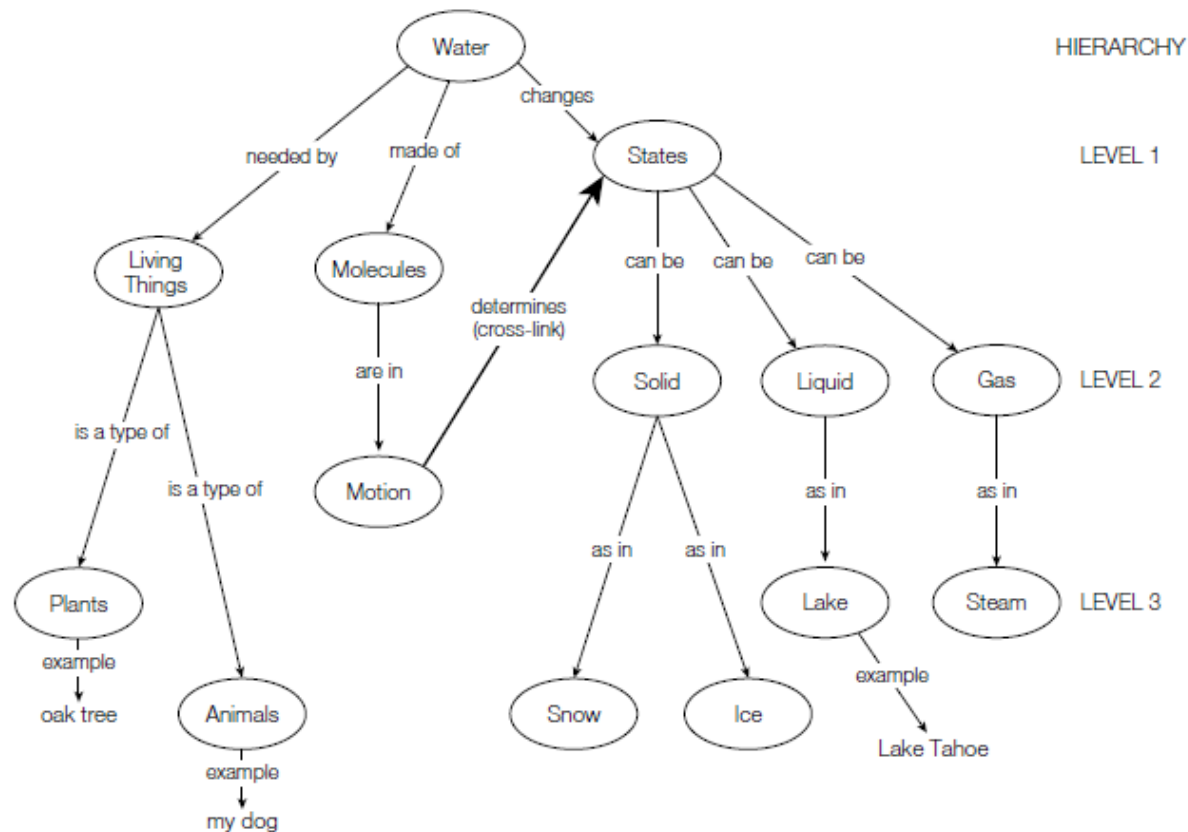 Water
HIERARCHY
changes
needed by
made of
States
LEVEL 1
Living
Things
Molecules
can be
can be
can be
determines
(cross-link)
are in
Solid
Liquid
Gas
LEVEL 2
is a type of
is a type of
Motion
as in
as in
as in
as in
Plants
Lake
Steam
LEVEL 3
example
example
oak tree
Animals
Snow
Ice
Lake Tahoe
example
my dog